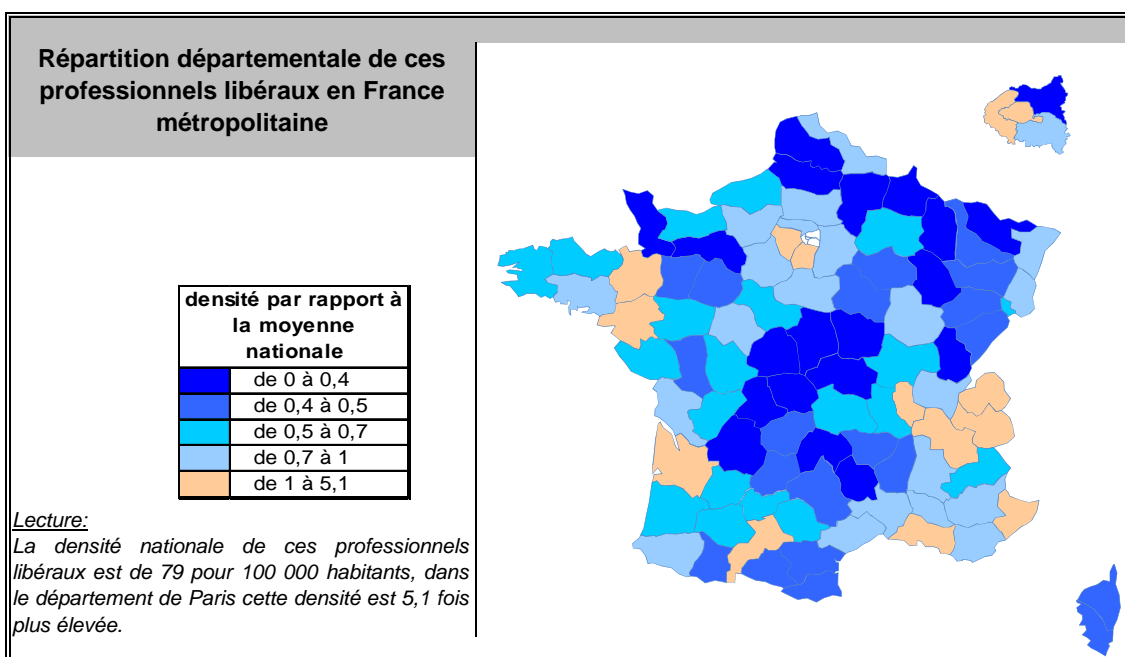 Répartition départementale de ces
professionnels libéraux en France
métropolitaine
densité par rapport à
la moyenne
nationale
de 0 à 0,4
de 0,4 à 0,5
de 0,5 à 0,7
de 0,7 à 1
de 1 à 5,1
Lecture:
La densité nationale de ces professionnels
libéraux est de 79 pour 100 000 habitants, dans
le département de Paris cette densité est 5,1 fois
plus élevée.